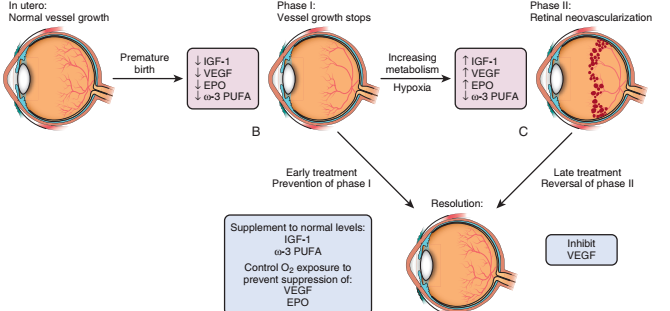 In utero:
Normal vessel growth
Premature
birth
↓ IGF-1
↓ VEGF
↓ EPO
↓ ω-3 PUFA
B
Phase I:
Vessel growth stops
Increasing
metabolism
Hypoxia
↑ IGF-1
↑ VEGF
↑ EPO
↓ ω-3 PUFA
C
Phase II:
Retinal neovascularization
Early treatment
Prevention of phase I
Late treatment
Reversal of phase II
Resolution:
Supplement to normal levels:
IGF-1
ω-3 PUFA
Control O₂ exposure to
prevent suppression of:
VEGF
EPO
Inhibit
VEGF